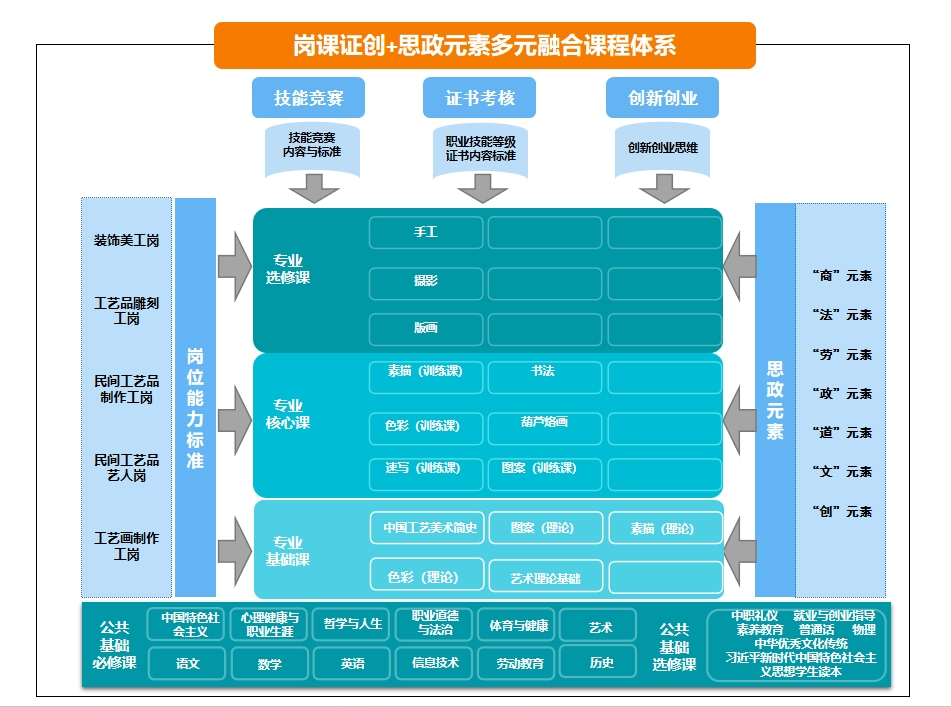 岗课证创+思政元素多元融合课程体系
技能竞赛
证书考核
创新创业
技能竞赛
内容与标准
职业技能等级
证书内容标准
创新创业思维
装饰美工岗
工艺品雕刻
工岗
民间工艺品
制作工岗
民间工艺品
艺人岗
工艺画制作
工岗
岗位能力标准
专业
选修课
手工
摄影
版画
专业
核心课
素描（训练课）
书法
色彩（训练课）
葫芦烙画
速写（训练课）
图案（训练课）
专业
基础课
中国工艺美术简史
图案（理论）
素描（理论）
色彩（理论）
艺术理论基础
思政元素
“商”元素
“法”元素
“劳”元素
“政”元素
“道”元素
“文”元素
“创”元素
公共
基础
必修课
中国特色社
会主义
心理健康与
职业生涯
哲学与人生
职业道德
与法治
体育与健康
艺术
语文
数学
英语
信息技术
劳动教育
历史
公共
基础
选修课
中职礼仪 就业与创业指导
素养教育 普通话 物理
中华优秀文化传统
习近平新时代中国特色社会主
义思想学生读本